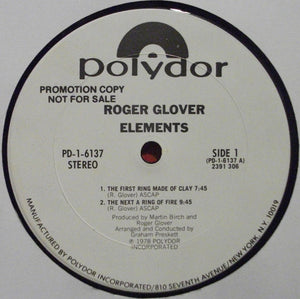 polydor
PROMOTION COPY
NOT FOR SALE
ROGER GLOVER
ELEMENTS
PD-1-6137
STEREO
SIDE 1
(PD-1-6137 A)
2391 306
1. THE FIRST RING MADE OF CLAY 7:45
(R. Glover) ASCAP
2. THE NEXT A RING OF FIRE 9:45
(R. Glover) ASCAP
Produced by Martin Birch and
Roger Glover
Arranged and Conducted by
Graham Preskett
℗ 1978 POLYDOR
INCORPORATED
MANUFACTURED BY POLYDOR INCORPORATED/810 SEVENTH AVENUE/NEW YORK, N.Y. 10019